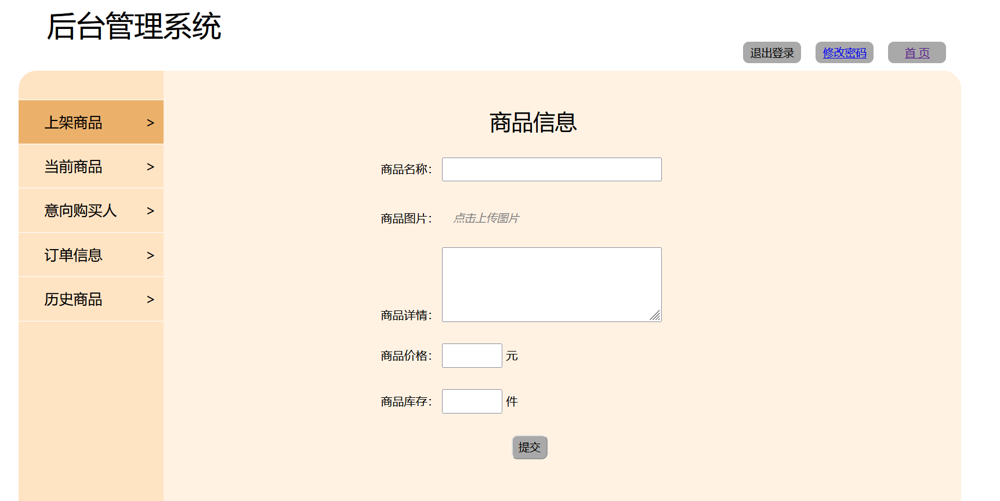 后台管理系统
退出登录 修改密码 首 页
上架商品 >
当前商品 >
意向购买人 >
订单信息 >
历史商品 >
商品信息
商品名称：
商品图片： 点击上传图片
商品详情：
商品价格： 元
商品库存： 件
提交